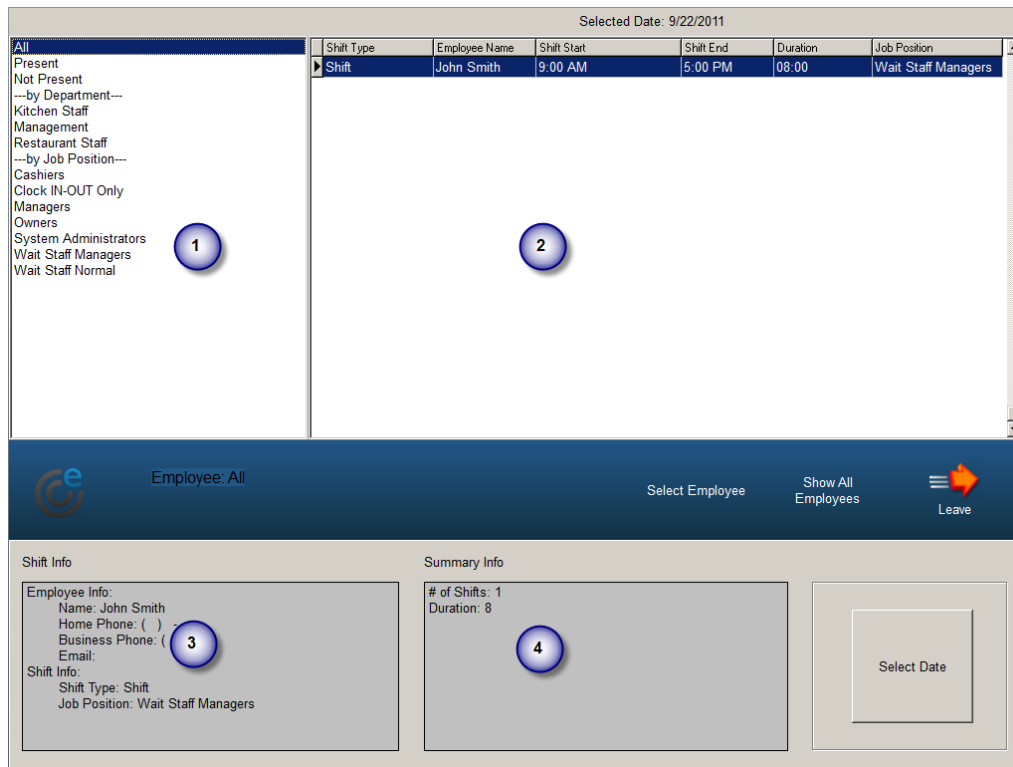 Selected Date: 9/22/2011
All
Present
Not Present
---by Department---
Kitchen Staff
Management
Restaurant Staff
---by Job Position---
Cashiers
Clock IN-OUT Only
Managers
Owners
System Administrators
Wait Staff Managers
Wait Staff Normal
1
Shift Type Employee Name Shift Start Shift End Duration Job Position
Shift John Smith 9:00 AM 5:00 PM 08:00 Wait Staff Managers
2
e
Employee: All
Select Employee
Show All
Employees
Leave
Shift Info
Employee Info:
Name: John Smith
Home Phone: ( ) -
Business Phone: (
Email:
Shift Info:
Shift Type: Shift
Job Position: Wait Staff Managers
3
Summary Info
# of Shifts: 1
Duration: 8
4
Select Date